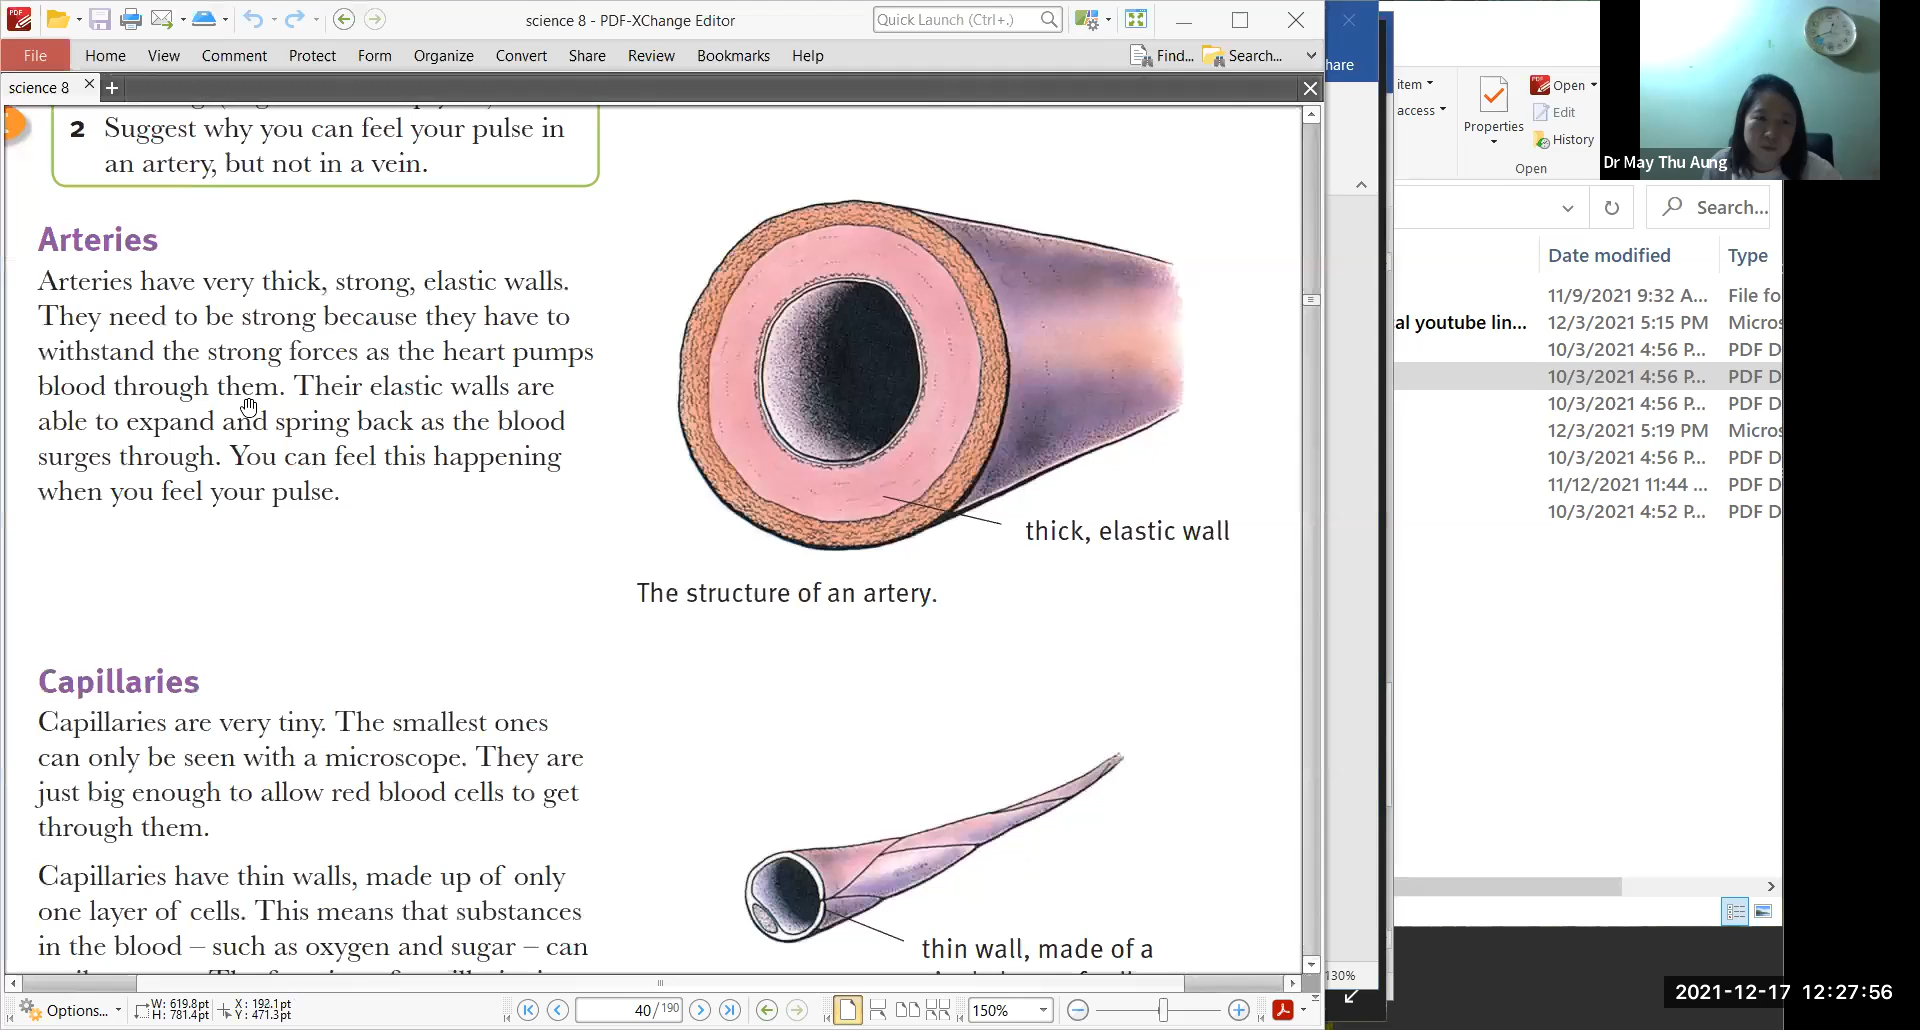 science 8 - PDF-XChange Editor
Quick Launch (Ctrl+.)
File Home View Comment Protect Form Organize Convert Share Review Bookmarks Help
Find... Search...
science 8
2 Suggest why you can feel your pulse in
an artery, but not in a vein.
Arteries
Arteries have very thick, strong, elastic walls.
They need to be strong because they have to
withstand the strong forces as the heart pumps
blood through them. Their elastic walls are
able to expand and spring back as the blood
surges through. You can feel this happening
when you feel your pulse.
thick, elastic wall
The structure of an artery.
Capillaries
Capillaries are very tiny. The smallest ones
can only be seen with a microscope. They are
just big enough to allow red blood cells to get
through them.
Capillaries have thin walls, made up of only
one layer of cells. This means that substances
in the blood – such as oxygen and sugar – can
thin wall, made of a
Options...
W: 619.8pt
H: 781.4pt
X: 192.1pt
Y: 471.3pt
40 / 190
150%
hare
130%
item
access
Properties
Open
Edit
History
Open
Dr May Thu Aung
Search...
Date modified Type
11/9/2021 9:32 A... File fo
al youtube lin... 12/3/2021 5:15 PM Micros
10/3/2021 4:56 P... PDF D
10/3/2021 4:56 P... PDF D
10/3/2021 4:56 P... PDF D
12/3/2021 5:19 PM Micros
10/3/2021 4:56 P... PDF D
11/12/2021 11:44 ... PDF D
10/3/2021 4:52 P... PDF D
2021-12-17 12:27:56